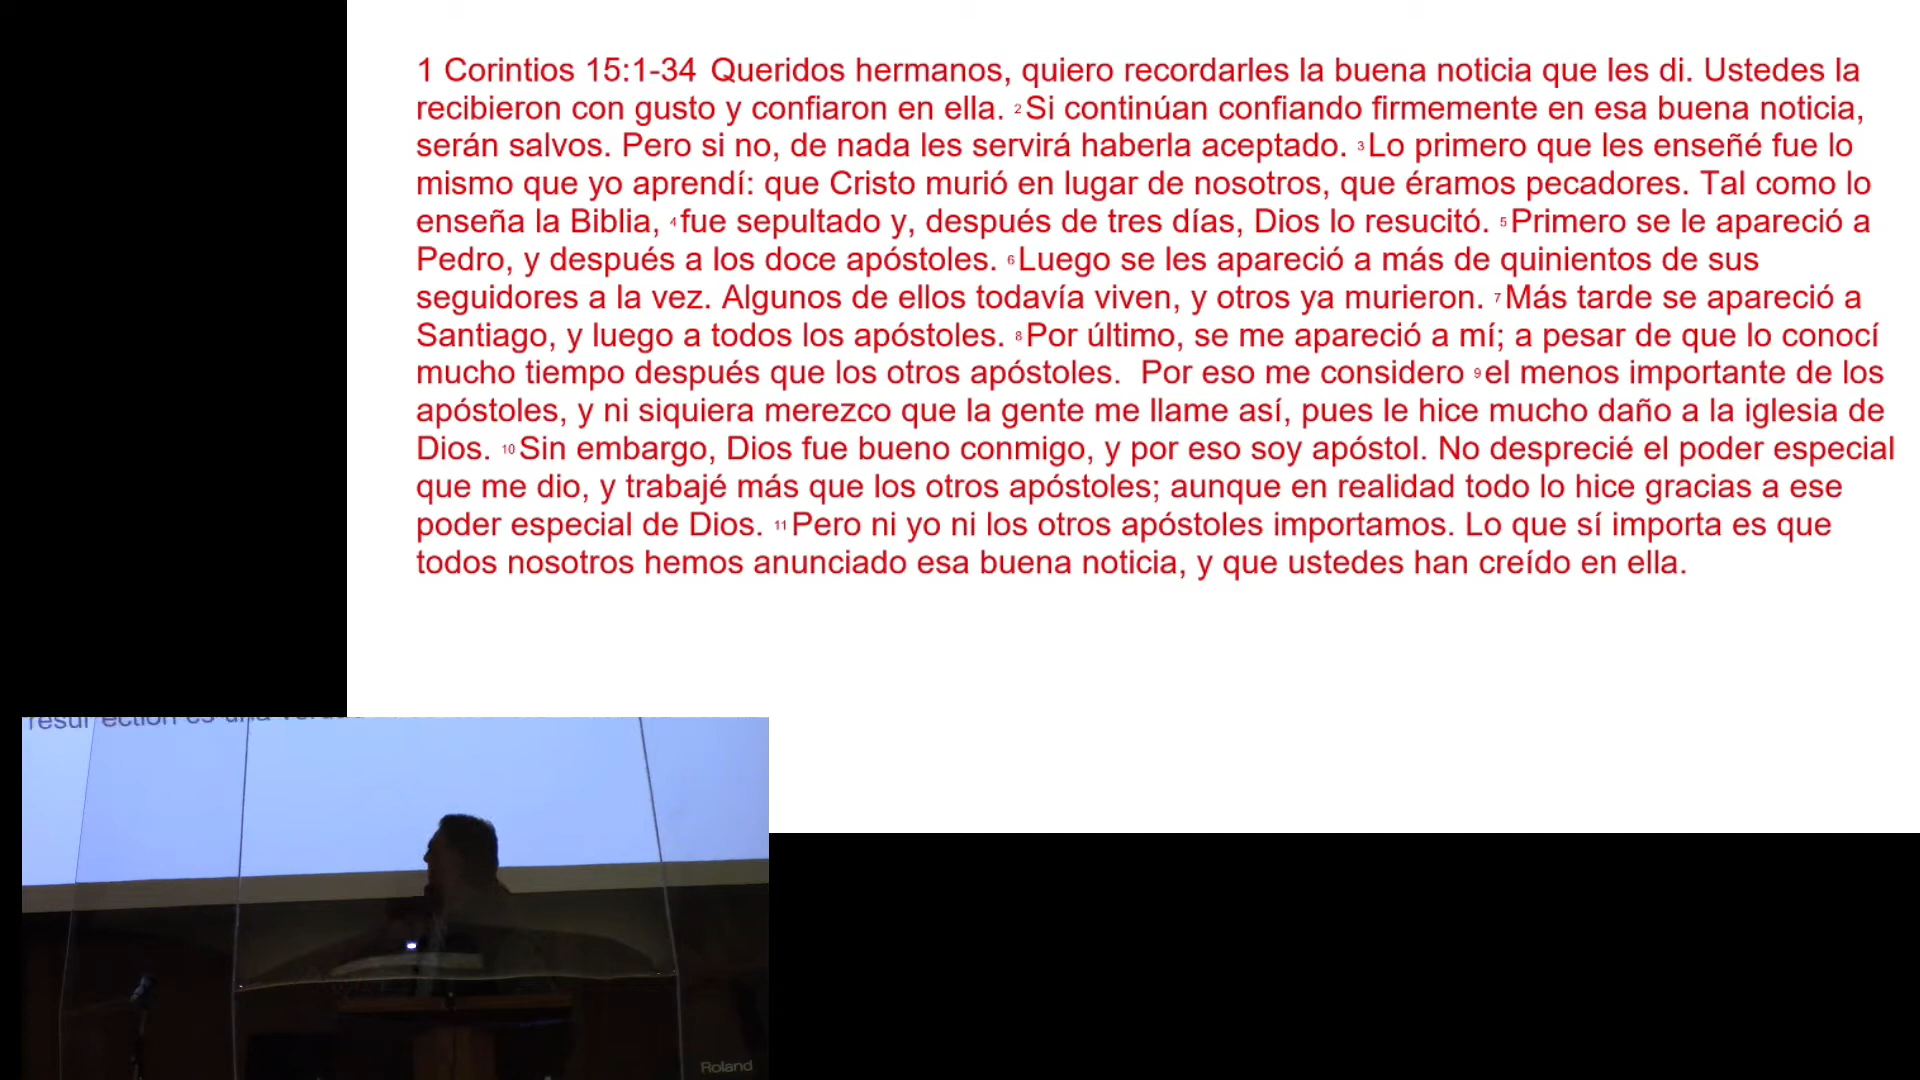 1 Corintios 15:1-34 Queridos hermanos, quiero recordarles la buena noticia que les di. Ustedes la
recibieron con gusto y confiaron en ella. 2 Si continúan confiando firmemente en esa buena noticia,
serán salvos. Pero si no, de nada les servirá haberla aceptado. 3 Lo primero que les enseñé fue lo
mismo que yo aprendí: que Cristo murió en lugar de nosotros, que éramos pecadores. Tal como lo
enseña la Biblia, 4 fue sepultado y, después de tres días, Dios lo resucitó. 5 Primero se le apareció a
Pedro, y después a los doce apóstoles. 6 Luego se les apareció a más de quinientos de sus
seguidores a la vez. Algunos de ellos todavía viven, y otros ya murieron. 7 Más tarde se apareció a
Santiago, y luego a todos los apóstoles. 8 Por último, se me apareció a mí; a pesar de que lo conocí
mucho tiempo después que los otros apóstoles.  Por eso me considero 9 el menos importante de los
apóstoles, y ni siquiera merezco que la gente me llame así, pues le hice mucho daño a la iglesia de
Dios. 10 Sin embargo, Dios fue bueno conmigo, y por eso soy apóstol. No desprecié el poder especial
que me dio, y trabajé más que los otros apóstoles; aunque en realidad todo lo hice gracias a ese
poder especial de Dios. 11 Pero ni yo ni los otros apóstoles importamos. Lo que sí importa es que
todos nosotros hemos anunciado esa buena noticia, y que ustedes han creído en ella.
es una
Roland